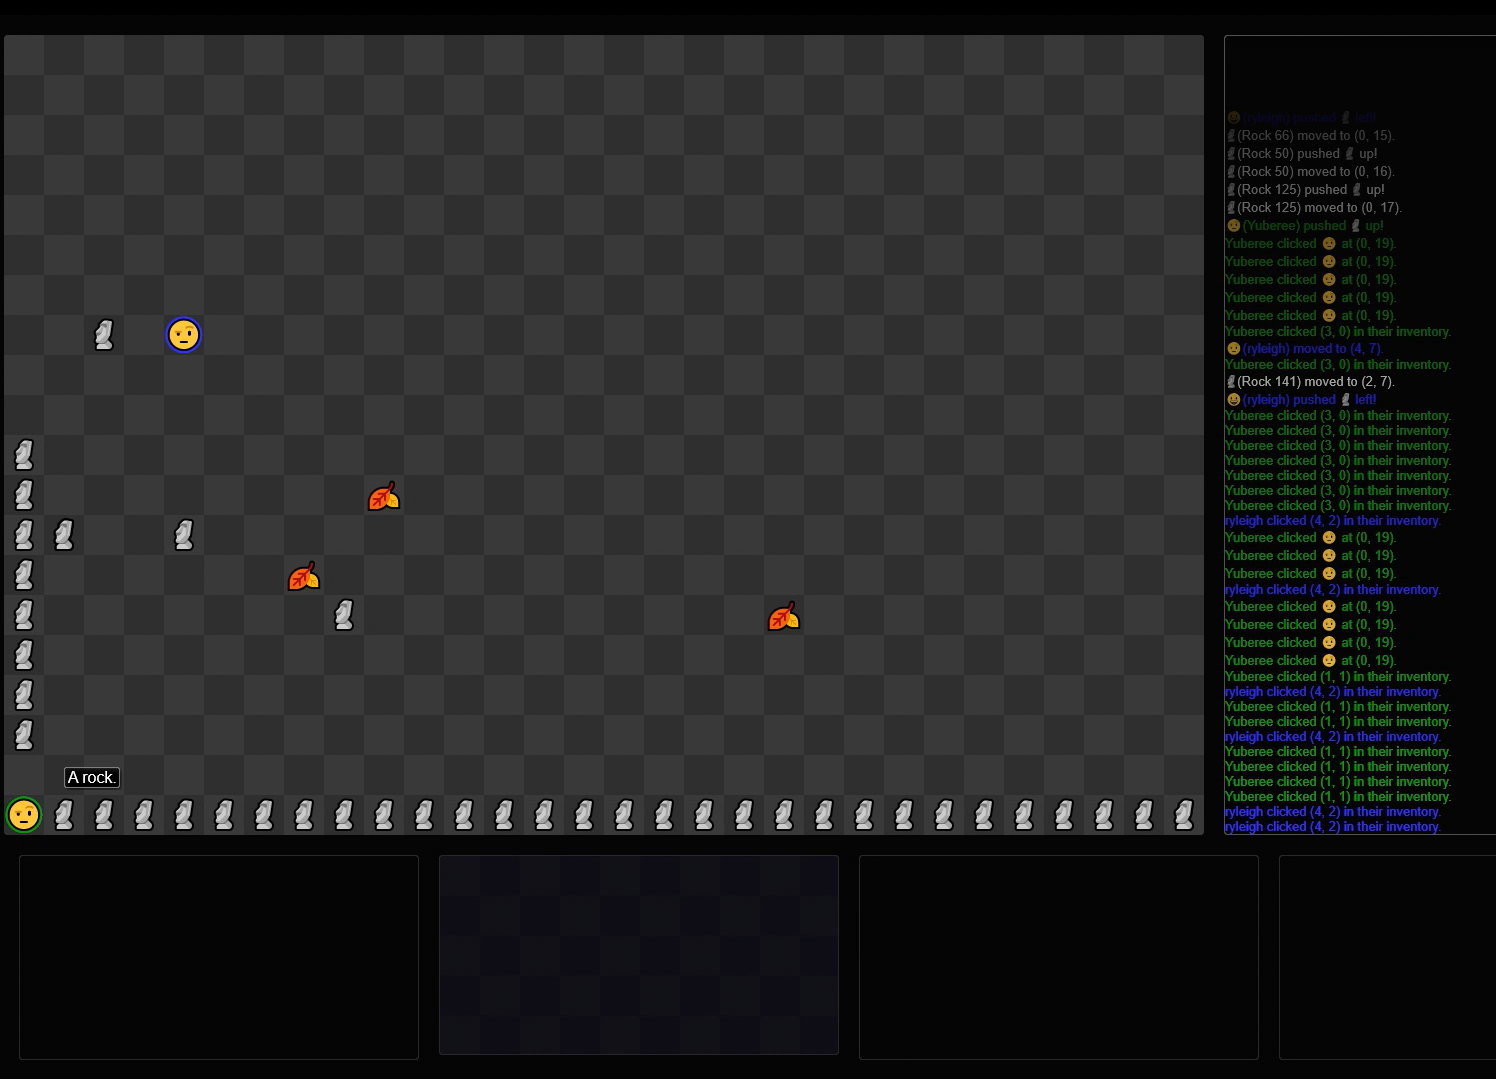 (ryleigh) pushed left!
(Rock 66) moved to (0, 15).
(Rock 50) pushed up!
(Rock 50) moved to (0, 16).
(Rock 125) pushed up!
(Rock 125) moved to (0, 17).
(Yuberee) pushed up!
Yuberee clicked at (0, 19).
Yuberee clicked at (0, 19).
Yuberee clicked at (0, 19).
Yuberee clicked at (0, 19).
Yuberee clicked at (0, 19).
Yuberee clicked (3, 0) in their inventory.
(ryleigh) moved to (4, 7).
Yuberee clicked (3, 0) in their inventory.
(Rock 141) moved to (2, 7).
(ryleigh) pushed left!
Yuberee clicked (3, 0) in their inventory.
Yuberee clicked (3, 0) in their inventory.
Yuberee clicked (3, 0) in their inventory.
Yuberee clicked (3, 0) in their inventory.
Yuberee clicked (3, 0) in their inventory.
Yuberee clicked (3, 0) in their inventory.
Yuberee clicked (3, 0) in their inventory.
ryleigh clicked (4, 2) in their inventory.
Yuberee clicked at (0, 19).
Yuberee clicked at (0, 19).
Yuberee clicked at (0, 19).
ryleigh clicked (4, 2) in their inventory.
Yuberee clicked at (0, 19).
Yuberee clicked at (0, 19).
Yuberee clicked at (0, 19).
Yuberee clicked at (0, 19).
Yuberee clicked (1, 1) in their inventory.
ryleigh clicked (4, 2) in their inventory.
Yuberee clicked (1, 1) in their inventory.
Yuberee clicked (1, 1) in their inventory.
ryleigh clicked (4, 2) in their inventory.
Yuberee clicked (1, 1) in their inventory.
Yuberee clicked (1, 1) in their inventory.
Yuberee clicked (1, 1) in their inventory.
Yuberee clicked (1, 1) in their inventory.
ryleigh clicked (4, 2) in their inventory.
ryleigh clicked (4, 2) in their inventory.
A rock.